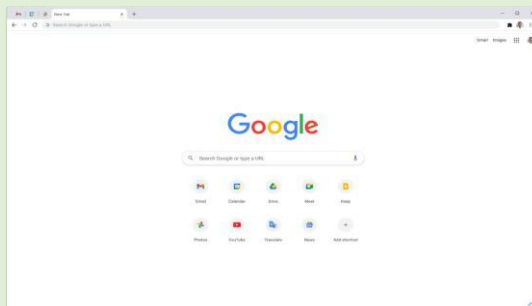 New Tab
Search Google or type a URL
Gmail Images
Google
Search Google or type a URL
Gmail Calendar Drive Meet Keep
Photos YouTube Translate News Add shortcut